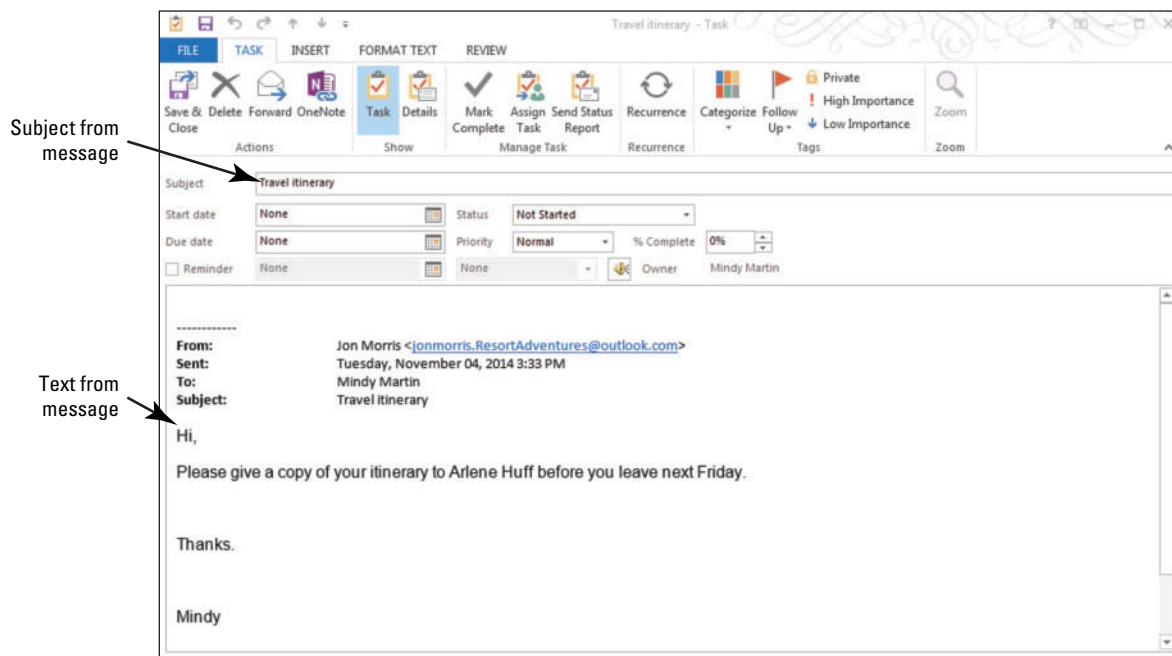 Travel itinerary - Task
FILE TASK INSERT FORMAT TEXT REVIEW
Save & Close Delete Forward OneNote Task Details Mark Complete Assign Task Send Status Report Recurrence Categorize Follow Up Private High Importance Low Importance Zoom
Actions Show Manage Task Recurrence Tags Zoom
Subject from
message
Subject Travel itinerary
Start date None Status Not Started
Due date None Priority Normal % Complete 0%
Reminder None None Owner Mindy Martin
------------
From: Jon Morris <jonmorris.ResortAdventures@outlook.com>
Sent: Tuesday, November 04, 2014 3:33 PM
To: Mindy Martin
Subject: Travel itinerary
Text from
message
Hi,
Please give a copy of your itinerary to Arlene Huff before you leave next Friday.
Thanks.
Mindy